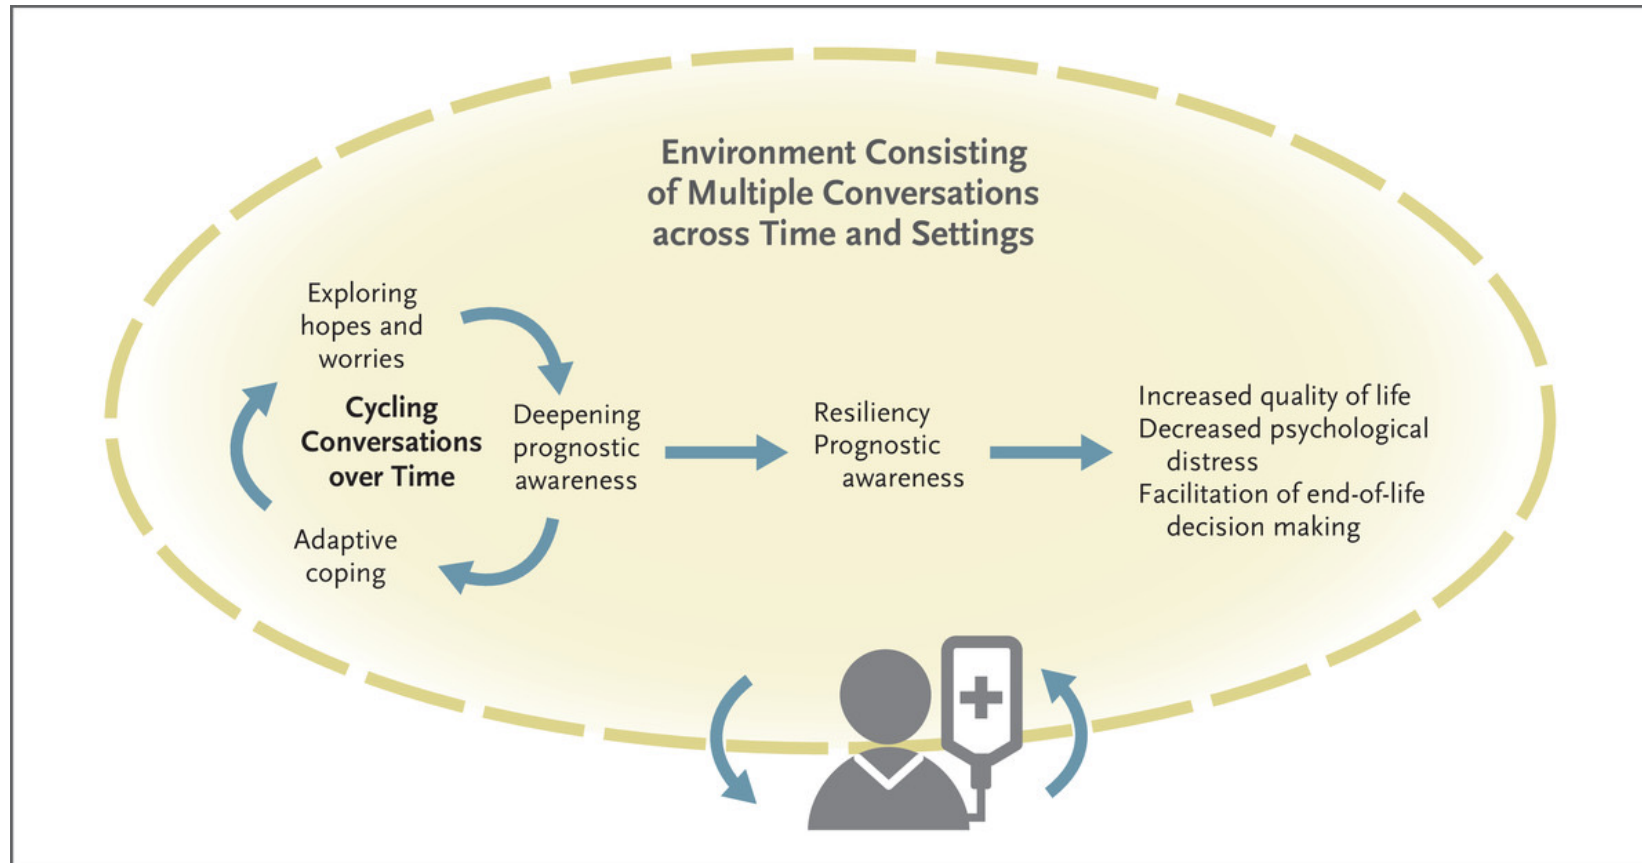 Environment Consisting
of Multiple Conversations
across Time and Settings
Exploring
hopes and
worries
Cycling
Conversations
over Time
Deepening
prognostic
awareness
Adaptive
coping
Resiliency
Prognostic
awareness
Increased quality of life
Decreased psychological
distress
Facilitation of end-of-life
decision making